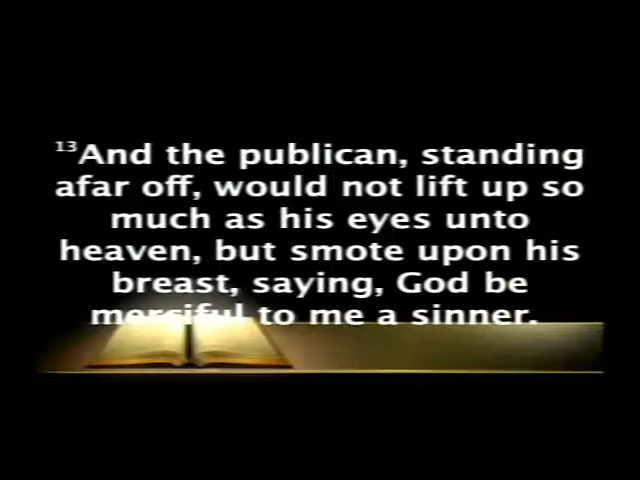 ¹³And the publican, standing
afar off, would not lift up so
much as his eyes unto
heaven, but smote upon his
breast, saying, God be
merciful to me a sinner.